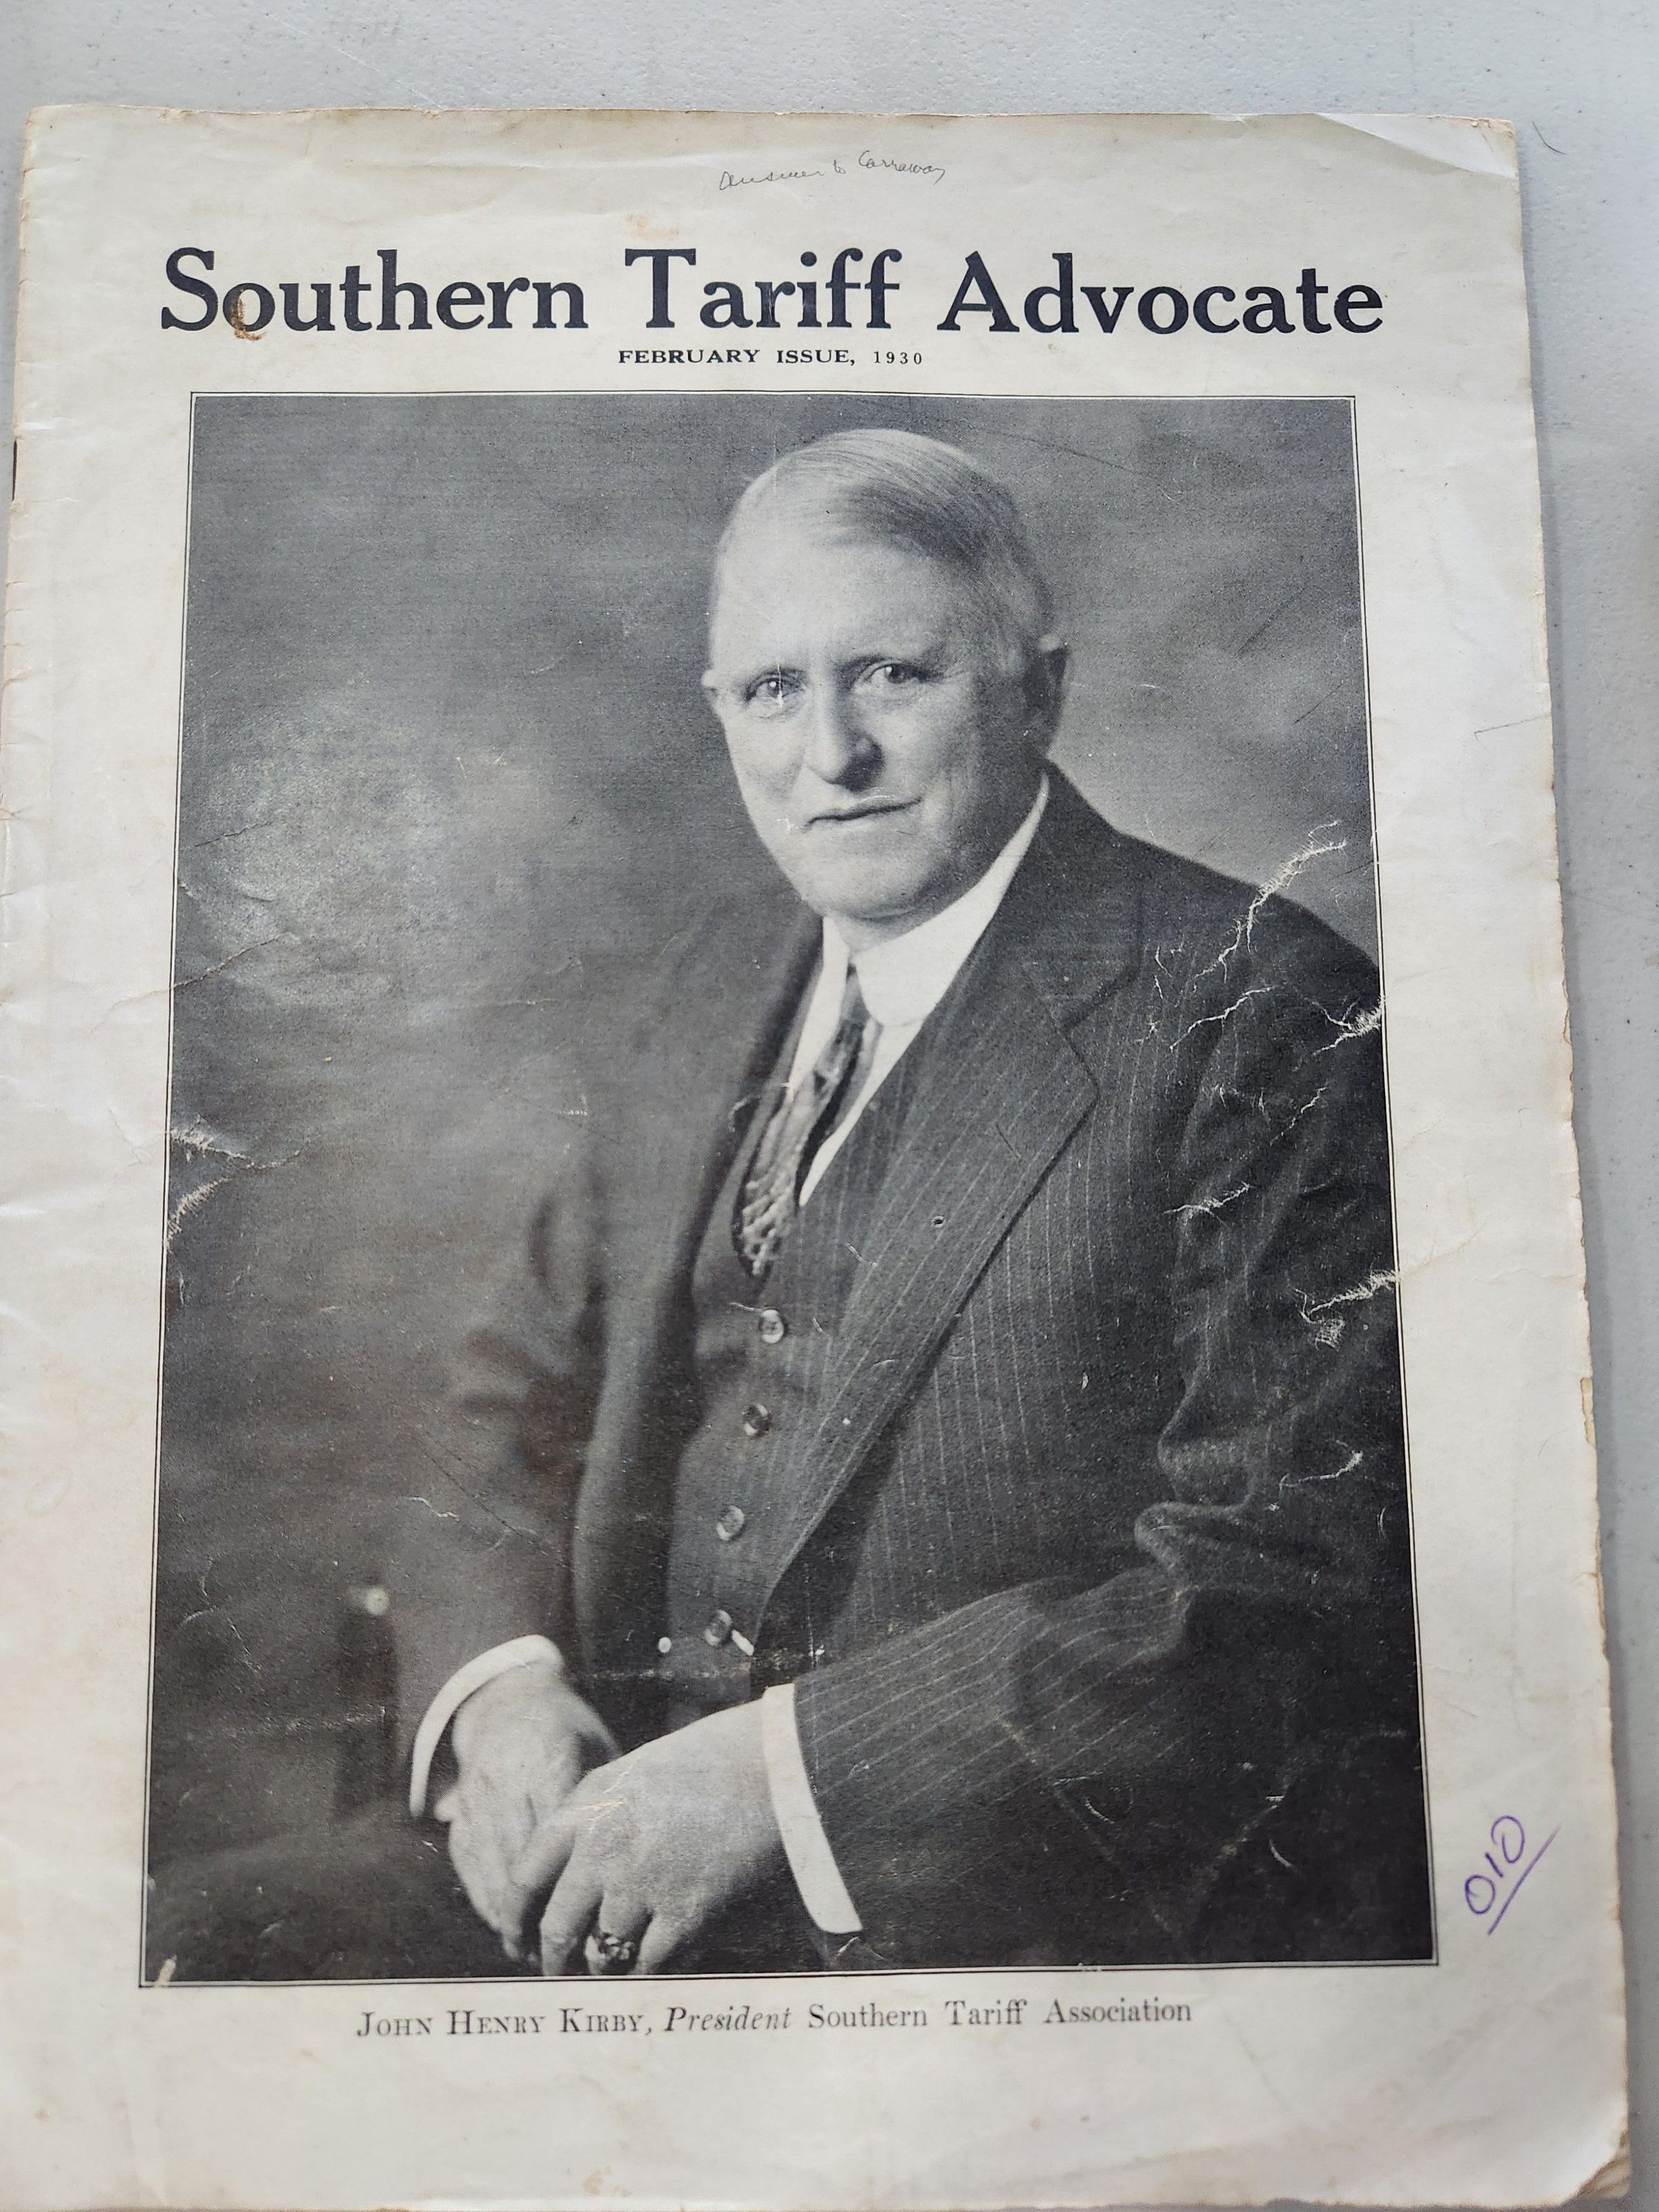 answer to Carraway
Southern Tariff Advocate
FEBRUARY ISSUE, 1930
JOHN HENRY KIRBY, President Southern Tariff Association
010